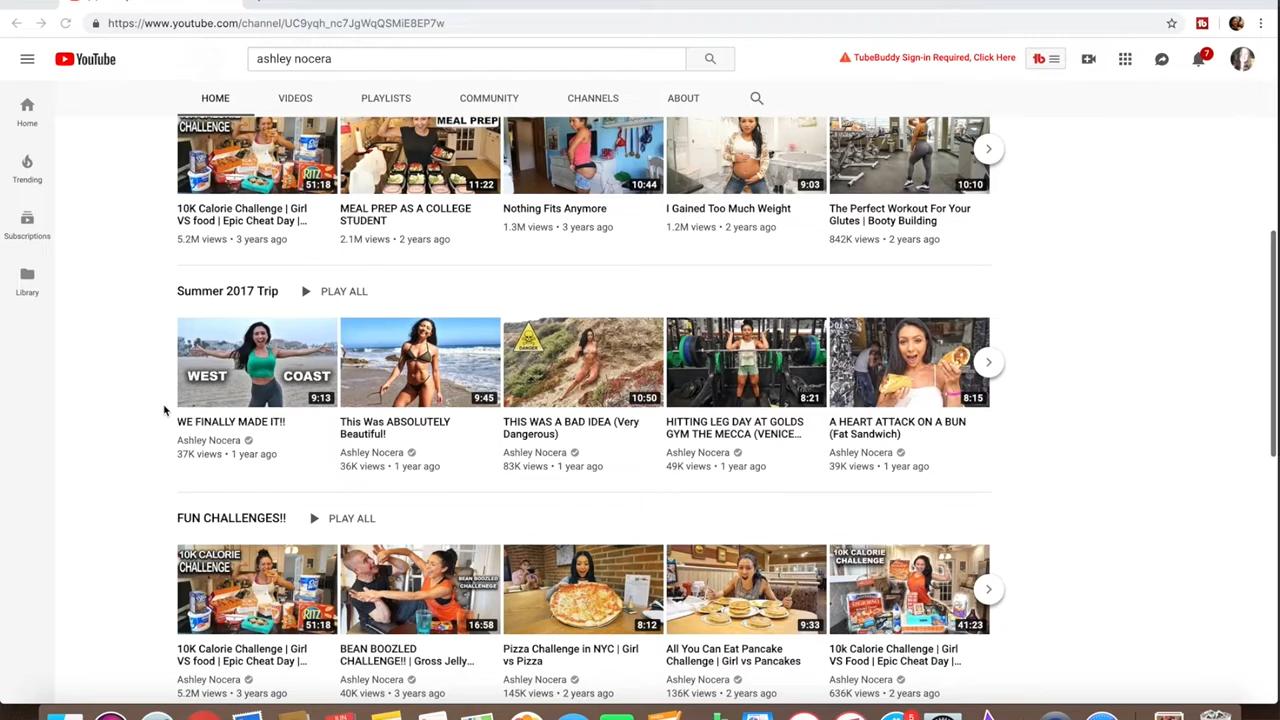 https://www.youtube.com/channel/UC9yqh_nc7JgWqQSMiE8EP7w
YouTube
ashley nocera
TubeBuddy Sign-in Required, Click Here
tb
7
HOME
VIDEOS
PLAYLISTS
COMMUNITY
CHANNELS
ABOUT
Home
Trending
Subscriptions
Library
CHALLENGE
RITZ
51:18
MEAL PREP
11:22
10:44
9:03
10:10
10K Calorie Challenge | Girl
VS food | Epic Cheat Day |...
5.2M views • 3 years ago
MEAL PREP AS A COLLEGE
STUDENT
2.1M views • 2 years ago
Nothing Fits Anymore
1.3M views • 3 years ago
I Gained Too Much Weight
1.2M views • 2 years ago
The Perfect Workout For Your
Glutes | Booty Building
842K views • 2 years ago
Summer 2017 Trip
PLAY ALL
WEST COAST
9:13
9:45
DANGER
10:50
8:21
8:15
WE FINALLY MADE IT!!
Ashley Nocera
37K views • 1 year ago
This Was ABSOLUTELY
Beautiful!
Ashley Nocera
36K views • 1 year ago
THIS WAS A BAD IDEA (Very
Dangerous)
Ashley Nocera
83K views • 1 year ago
HITTING LEG DAY AT GOLDS
GYM THE MECCA (VENICE...
Ashley Nocera
49K views • 1 year ago
A HEART ATTACK ON A BUN
(Fat Sandwich)
Ashley Nocera
39K views • 1 year ago
FUN CHALLENGES!!
PLAY ALL
10K CALORIE
CHALLENGE
RITZ
51:18
BEAN BOOZLED
CHALLENEGE
16:58
8:12
9:33
10K CALORIE
CHALLENGE
41:23
10K Calorie Challenge | Girl
VS food | Epic Cheat Day |...
Ashley Nocera
5.2M views • 3 years ago
BEAN BOOZLED
CHALLENGE!! | Gross Jelly...
Ashley Nocera
40K views • 3 years ago
Pizza Challenge in NYC | Girl
vs Pizza
Ashley Nocera
145K views • 2 years ago
All You Can Eat Pancake
Challenge | Girl vs Pancakes
Ashley Nocera
136K views • 2 years ago
10k Calorie Challenge | Girl
VS Food | Epic Cheat Day |...
Ashley Nocera
636K views • 2 years ago
JUN
5